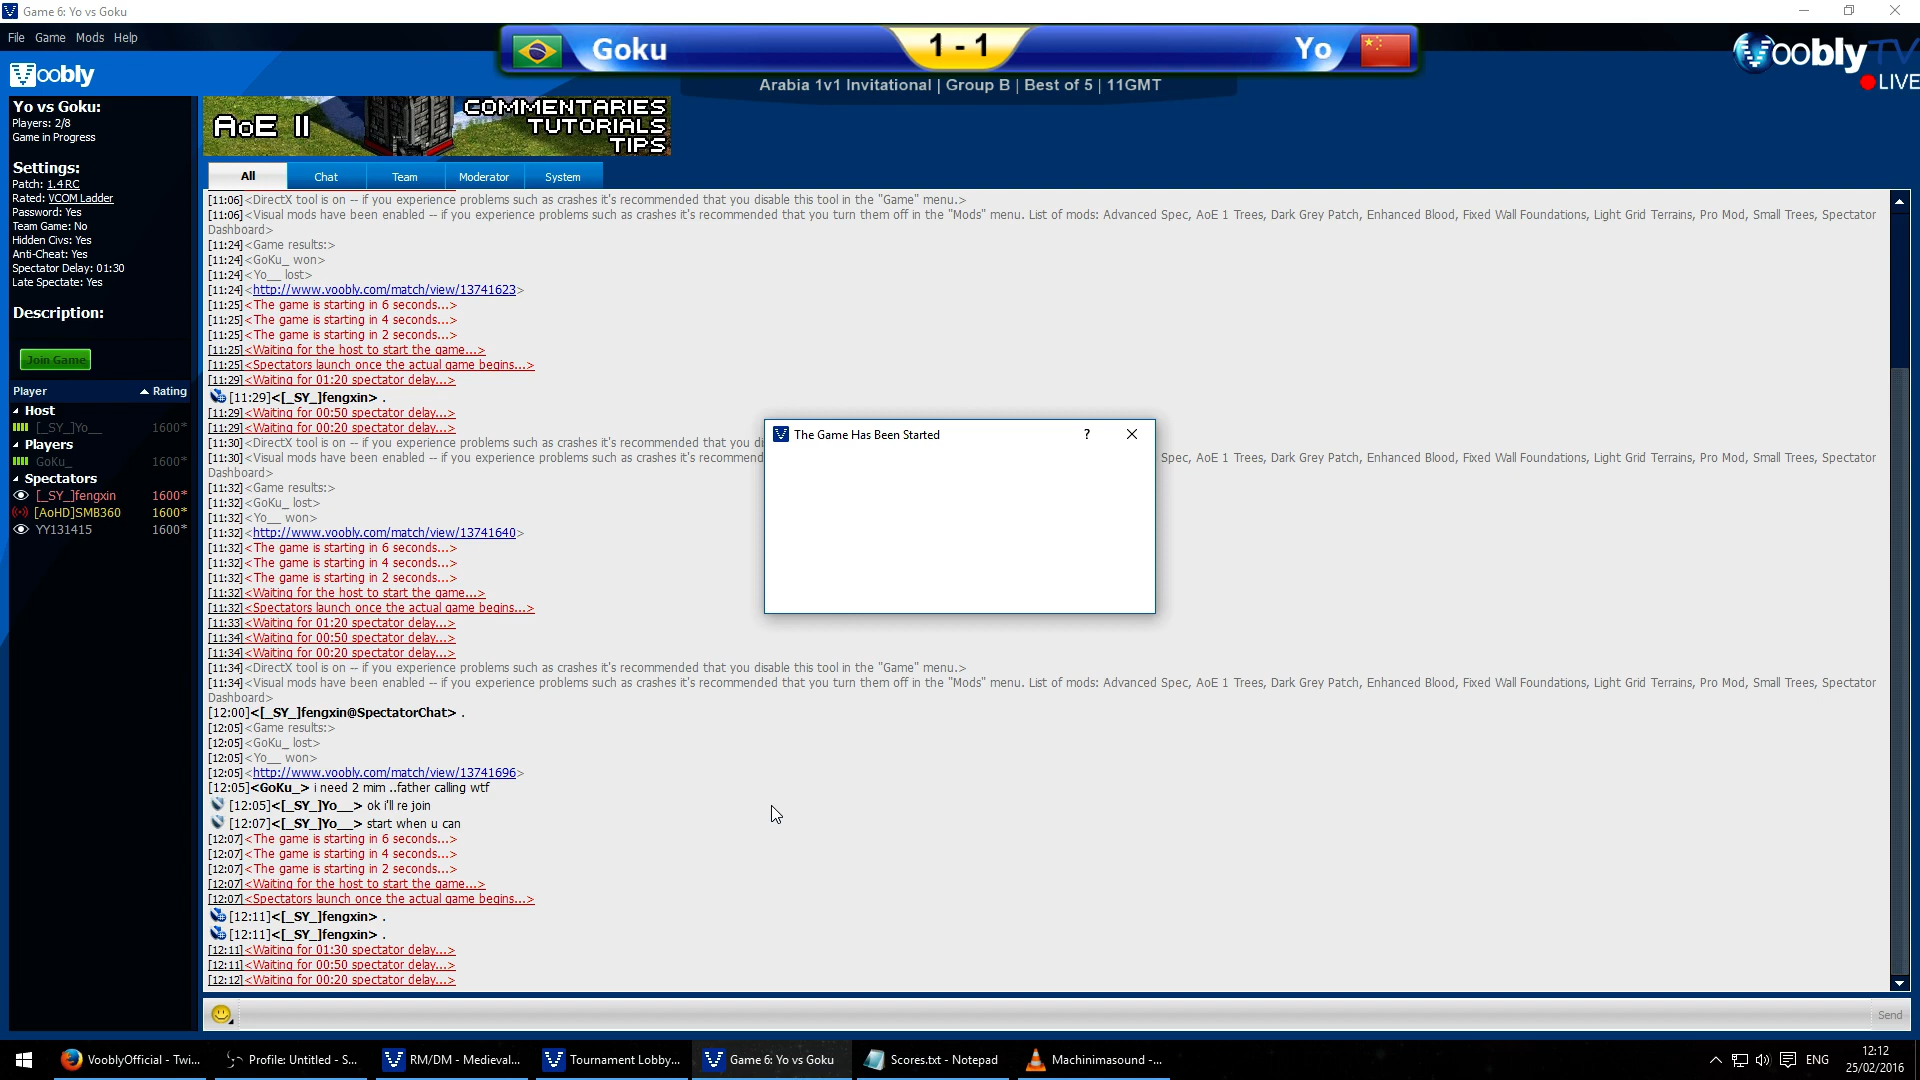 Game 6: Yo vs Goku
File Game Mods Help
Goku 1 - 1 Yo
Arabia 1v1 Invitational | Group B | Best of 5 | 11GMT
Voobly TV
LIVE
Voobly
Yo vs Goku:
Players: 2/8
Game in Progress
Settings:
Patch: 1.4 RC
Rated: VCOM Ladder
Password: Yes
Team Game: No
Hidden Civs: Yes
Anti-Cheat: Yes
Spectator Delay: 01:30
Late Spectate: Yes
Description:
Join Game
Player Rating
Host
[_SY_]Yo__ 1600*
Players
GoKu_ 1600*
Spectators
[_SY_]fengxin 1600*
[AoHD]SMB360 1600*
YY131415 1600*
AoE II
COMMENTARIES
TUTORIALS
TIPS
All Chat Team Moderator System
[11:06]<DirectX tool is on -- if you experience problems such as crashes it's recommended that you disable this tool in the "Game" menu.>
[11:06]<Visual mods have been enabled -- if you experience problems such as crashes it's recommended that you turn them off in the "Mods" menu. List of mods: Advanced Spec, AoE 1 Trees, Dark Grey Patch, Enhanced Blood, Fixed Wall Foundations, Light Grid Terrains, Pro Mod, Small Trees, Spectator
Dashboard>
[11:24]<Game results:>
[11:24]<GoKu_ won>
[11:24]<Yo__ lost>
[11:24]<http://www.voobly.com/match/view/13741623>
[11:25]<The game is starting in 6 seconds...>
[11:25]<The game is starting in 4 seconds...>
[11:25]<The game is starting in 2 seconds...>
[11:25]<Waiting for the host to start the game...>
[11:25]<Spectators launch once the actual game begins...>
[11:29]<Waiting for 01:20 spectator delay...>
[11:29]<[_SY_]fengxin> .
[11:29]<Waiting for 00:50 spectator delay...>
[11:29]<Waiting for 00:20 spectator delay...>
[11:30]<DirectX tool is on -- if you experience problems such as crashes it's recommended that you di
[11:30]<Visual mods have been enabled -- if you experience problems such as crashes it's recommend Spec, AoE 1 Trees, Dark Grey Patch, Enhanced Blood, Fixed Wall Foundations, Light Grid Terrains, Pro Mod, Small Trees, Spectator
Dashboard>
[11:32]<Game results:>
[11:32]<GoKu_ lost>
[11:32]<Yo__ won>
[11:32]<http://www.voobly.com/match/view/13741640>
[11:32]<The game is starting in 6 seconds...>
[11:32]<The game is starting in 4 seconds...>
[11:32]<The game is starting in 2 seconds...>
[11:32]<Waiting for the host to start the game...>
[11:32]<Spectators launch once the actual game begins...>
[11:33]<Waiting for 01:20 spectator delay...>
[11:34]<Waiting for 00:50 spectator delay...>
[11:34]<Waiting for 00:20 spectator delay...>
[11:34]<DirectX tool is on -- if you experience problems such as crashes it's recommended that you disable this tool in the "Game" menu.>
[11:34]<Visual mods have been enabled -- if you experience problems such as crashes it's recommended that you turn them off in the "Mods" menu. List of mods: Advanced Spec, AoE 1 Trees, Dark Grey Patch, Enhanced Blood, Fixed Wall Foundations, Light Grid Terrains, Pro Mod, Small Trees, Spectator
Dashboard>
[12:00]<[_SY_]fengxin@SpectatorChat> .
[12:05]<Game results:>
[12:05]<GoKu_ lost>
[12:05]<Yo__ won>
[12:05]<http://www.voobly.com/match/view/13741696>
[12:05]<GoKu_> i need 2 mim ..father calling wtf
[12:05]<[_SY_]Yo__> ok i'll re join
[12:07]<[_SY_]Yo__> start when u can
[12:07]<The game is starting in 6 seconds...>
[12:07]<The game is starting in 4 seconds...>
[12:07]<The game is starting in 2 seconds...>
[12:07]<Waiting for the host to start the game...>
[12:07]<Spectators launch once the actual game begins...>
[12:11]<[_SY_]fengxin> .
[12:11]<[_SY_]fengxin> .
[12:11]<Waiting for 01:30 spectator delay...>
[12:11]<Waiting for 00:50 spectator delay...>
[12:12]<Waiting for 00:20 spectator delay...>
The Game Has Been Started ?
Send
VooblyOfficial - Twi...
Profile: Untitled - S...
RM/DM - Medieval...
Tournament Lobby...
Game 6: Yo vs Goku
Scores.txt - Notepad
Machinimasound -...
ENG
12:12
25/02/2016